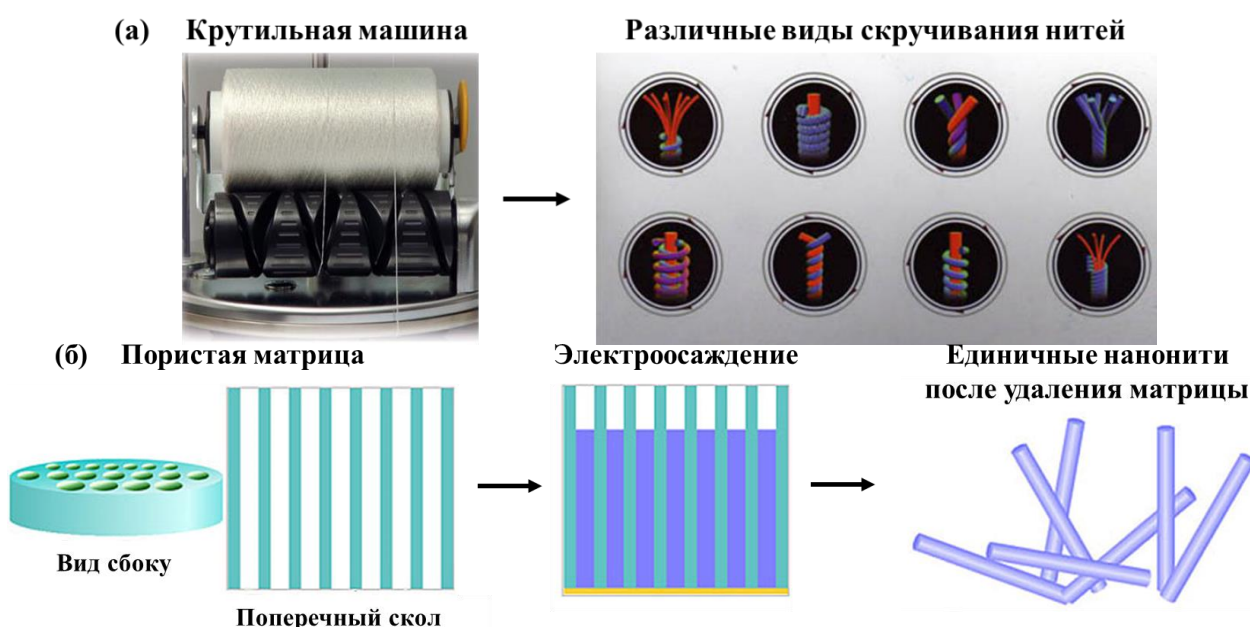 (а) Крутильная машина
Различные виды скручивания нитей
(б) Пористая матрица
Электроосаждение
Единичные нанонити
после удаления матрицы
Вид сбоку
Поперечный скол